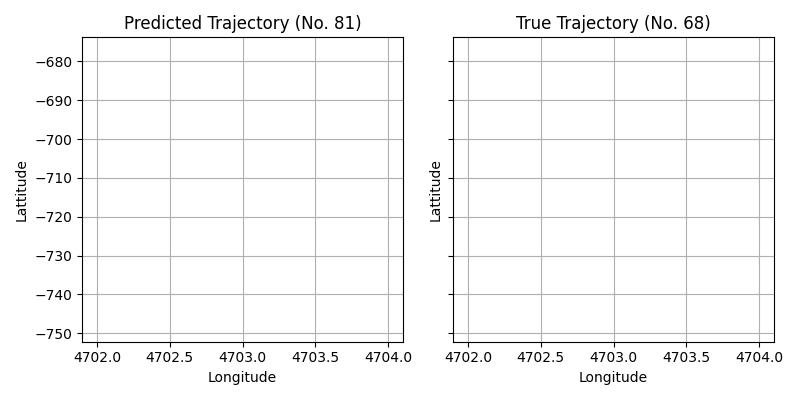 Predicted Trajectory (No. 81)
True Trajectory (No. 68)
−680
−690
−700
−710
−720
−730
−740
−750
Lattitude
Lattitude
4702.0 4702.5 4703.0 4703.5 4704.0
4702.0 4702.5 4703.0 4703.5 4704.0
Longitude
Longitude